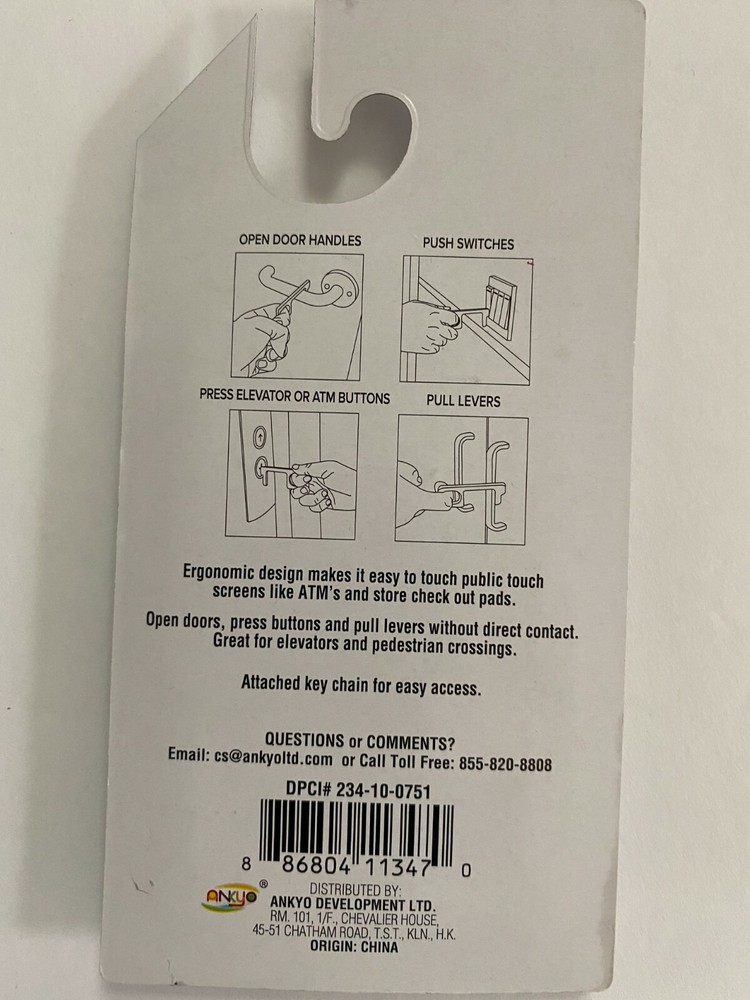 OPEN DOOR HANDLES
PUSH SWITCHES
PRESS ELEVATOR OR ATM BUTTONS
PULL LEVERS
Ergonomic design makes it easy to touch public touch
screens like ATM's and store check out pads.
Open doors, press buttons and pull levers without direct contact.
Great for elevators and pedestrian crossings.
Attached key chain for easy access.
QUESTIONS or COMMENTS?
Email: cs@ankyoltd.com or Call Toll Free: 855-820-8808
DPCI# 234-10-0751
8 86804 11347 0
ANKYO®
DISTRIBUTED BY:
ANKYO DEVELOPMENT LTD.
RM. 101, 1/F., CHEVALIER HOUSE,
45-51 CHATHAM ROAD, T.S.T., KLN., H.K.
ORIGIN: CHINA